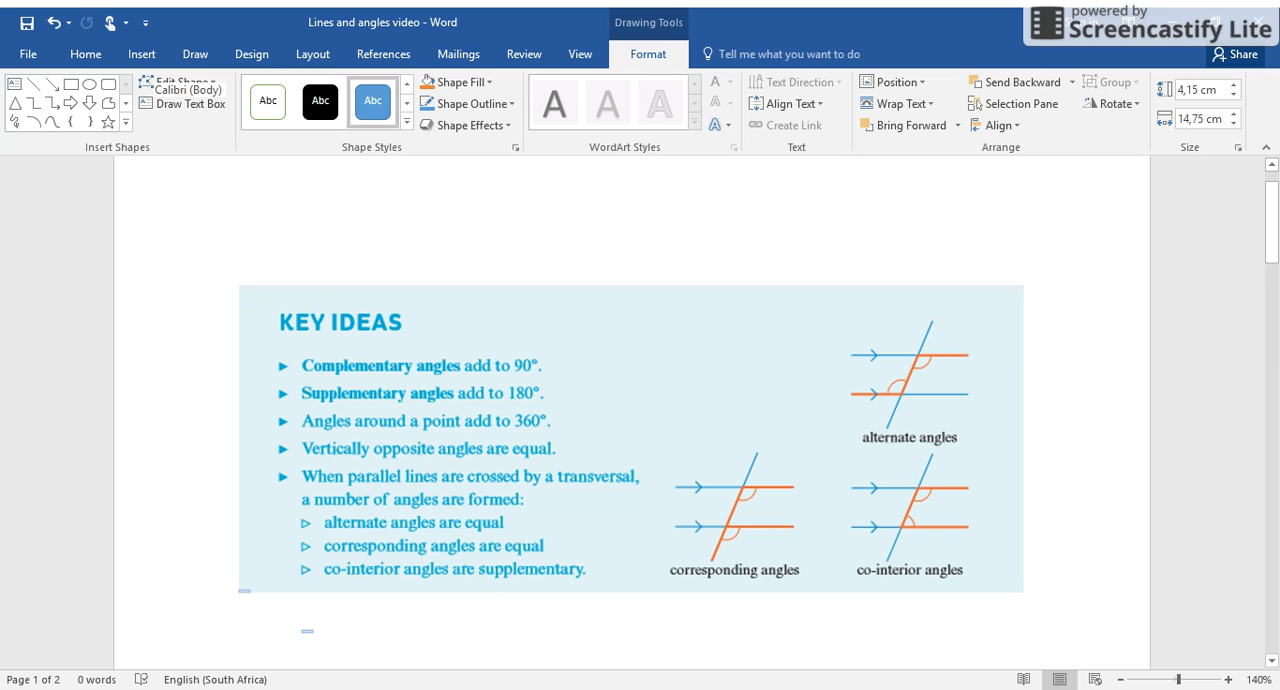 Lines and angles video - Word
Drawing Tools
powered by
Screencastify Lite
File
Home
Insert
Draw
Design
Layout
References
Mailings
Review
View
Format
Tell me what you want to do
Share
Edit Shape
Calibri (Body)
Draw Text Box
Insert Shapes
Abc
Abc
Abc
Shape Fill
Shape Outline
Shape Effects
Shape Styles
A
A
A
WordArt Styles
A
A
A
Text Direction
Align Text
Create Link
Text
Position
Wrap Text
Bring Forward
Send Backward
Selection Pane
Align
Group
Rotate
Arrange
4,15 cm
14,75 cm
Size
KEY IDEAS
Complementary angles add to 90°.
Supplementary angles add to 180°.
Angles around a point add to 360°.
Vertically opposite angles are equal.
When parallel lines are crossed by a transversal,
a number of angles are formed:
alternate angles are equal
corresponding angles are equal
co-interior angles are supplementary.
alternate angles
corresponding angles
co-interior angles
Page 1 of 2
0 words
English (South Africa)
140%